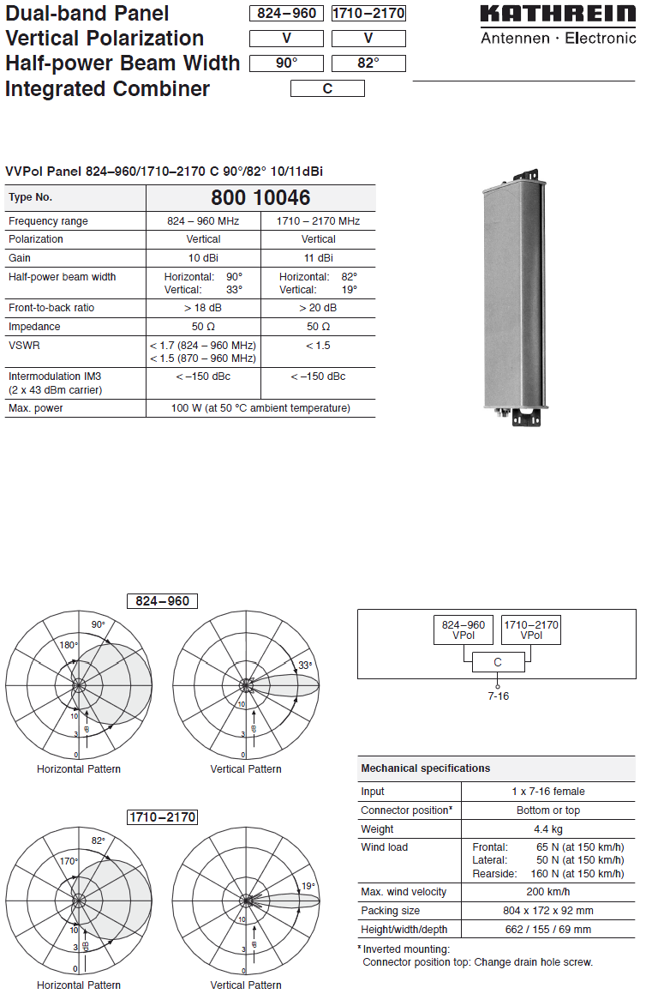 Dual-band Panel 824–960 1710–2170
Vertical Polarization V V
Half-power Beam Width 90° 82°
Integrated Combiner C
KATHREIN
Antennen · Electronic
VVPol Panel 824–960/1710–2170 C 90°/82° 10/11dBi
Type No. 800 10046
Frequency range 824 – 960 MHz 1710 – 2170 MHz
Polarization Vertical Vertical
Gain 10 dBi 11 dBi
Half-power beam width Horizontal: 90° Horizontal: 82°
Vertical: 33° Vertical: 19°
Front-to-back ratio > 18 dB > 20 dB
Impedance 50 Ω 50 Ω
VSWR < 1.7 (824 – 960 MHz) < 1.5
< 1.5 (870 – 960 MHz)
Intermodulation IM3 < –150 dBc < –150 dBc
(2 x 43 dBm carrier)
Max. power 100 W (at 50 °C ambient temperature)
824–960
90°
180°
10
3
0
dB
Horizontal Pattern
33°
10
3
0
dB
Vertical Pattern
1710–2170
82°
170°
10
3
0
dB
Horizontal Pattern
19°
10
3
0
dB
Vertical Pattern
824–960 1710–2170
VPol VPol
C
7-16
Mechanical specifications
Input 1 x 7-16 female
Connector position* Bottom or top
Weight 4.4 kg
Wind load Frontal: 65 N (at 150 km/h)
Lateral: 50 N (at 150 km/h)
Rearside: 160 N (at 150 km/h)
Max. wind velocity 200 km/h
Packing size 804 x 172 x 92 mm
Height/width/depth 662 / 155 / 69 mm
* Inverted mounting:
Connector position top: Change drain hole screw.